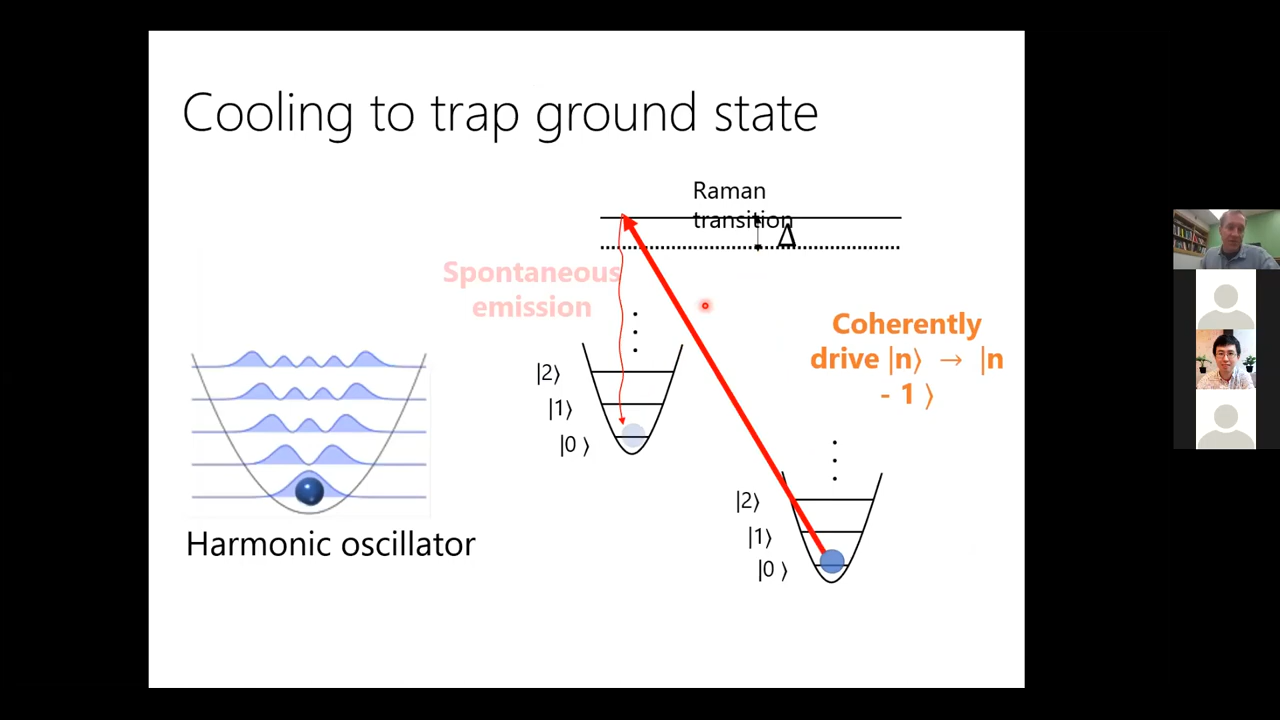 Cooling to trap ground state
Raman
transition
Δ
Spontaneous
emission
Coherently
drive |n⟩ → |n
- 1 ⟩
|2⟩
|1⟩
|0 ⟩
|2⟩
|1⟩
|0 ⟩
Harmonic oscillator